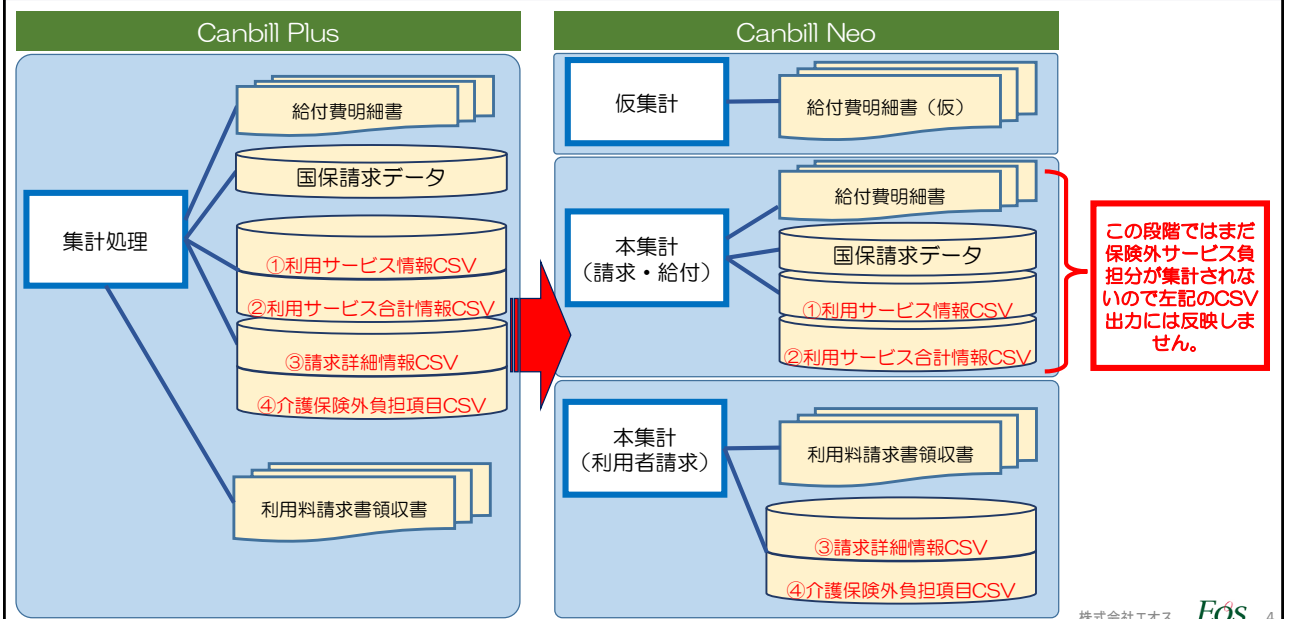 Canbill Plus
給付費明細書
国保請求データ
集計処理
①利用サービス情報CSV
②利用サービス合計情報CSV
③請求詳細情報CSV
④介護保険外負担項目CSV
利用料請求書領収書
Canbill Neo
仮集計
給付費明細書（仮）
本集計
（請求・給付）
給付費明細書
国保請求データ
①利用サービス情報CSV
②利用サービス合計情報CSV
この段階ではまだ
保険外サービス負
担分が集計されな
いので左記のCSV
出力には反映しま
せん。
本集計
（利用者請求）
利用料請求書領収書
③請求詳細情報CSV
④介護保険外負担項目CSV
株式会社エオス
Eos
4